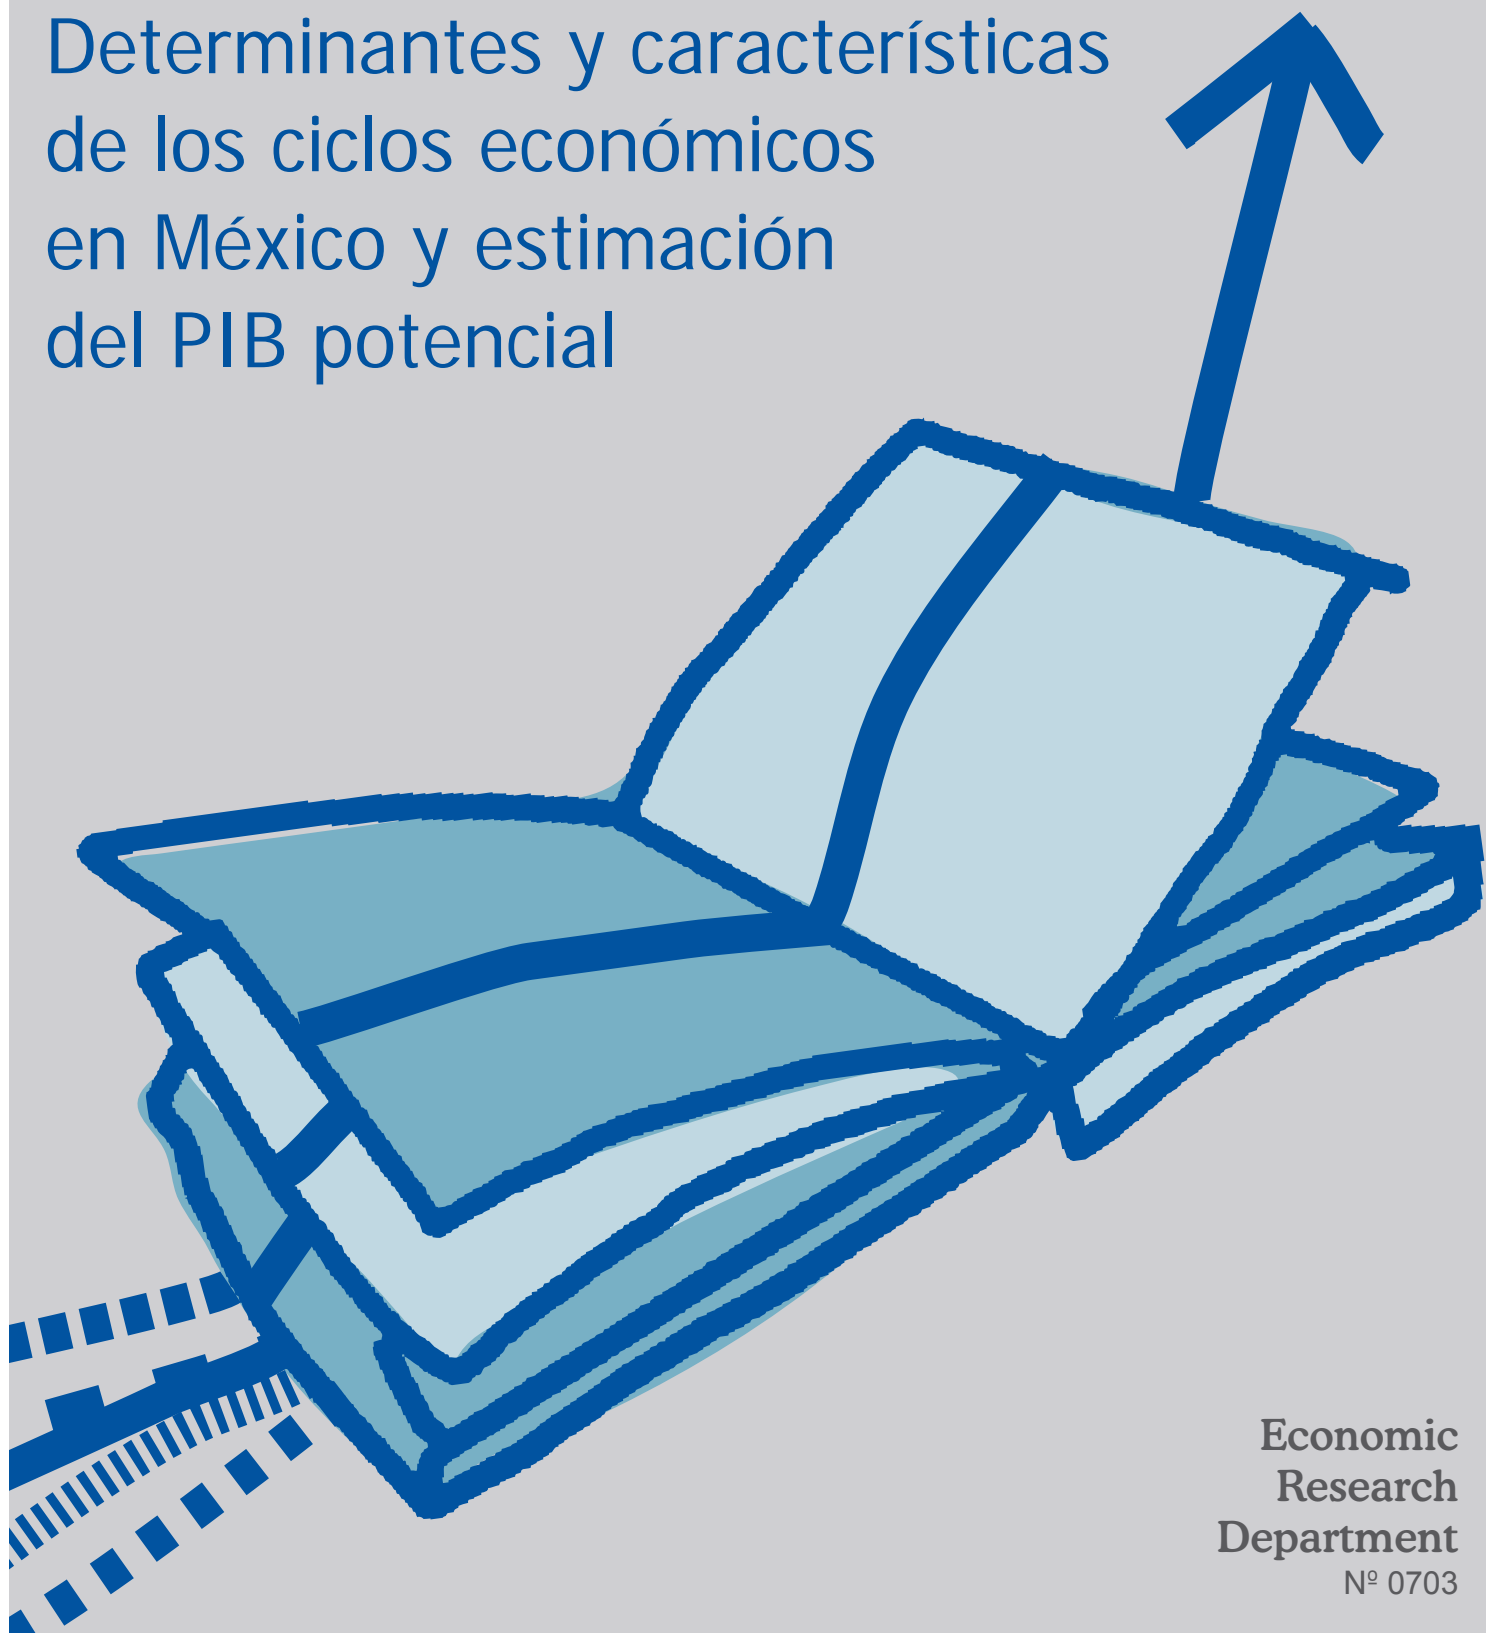 Determinantes y características
de los ciclos económicos
en México y estimación
del PIB potencial
Economic
Research
Department
Nº 0703